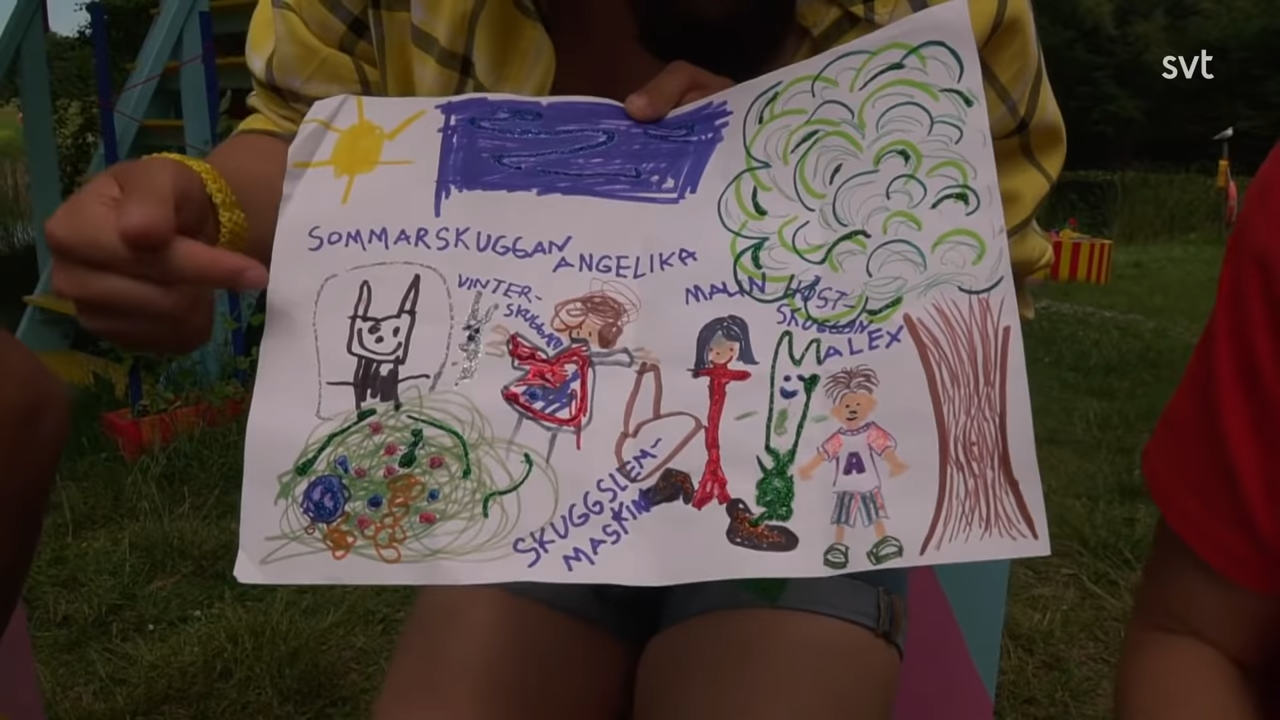 svt
SOMMARSKUGGAN
ANGELIKA
VINTER-
SKUGGAN
MALIN
HÖST-
SKUGGAN
ALEX
A
SKUGGSLEM-
MASKIN